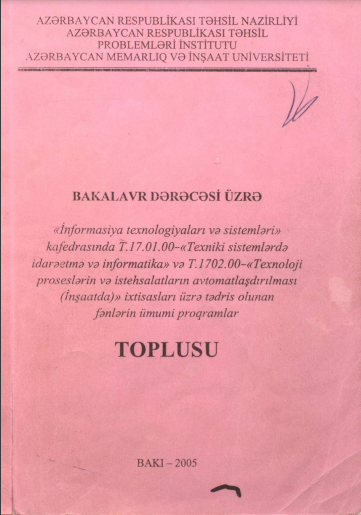 AZƏRBAYCAN RESPUBLİKASI TƏHSİL NAZİRLİYİ
AZƏRBAYCAN RESPUBLİKASI TƏHSİL
PROBLEMLƏRİ İNSTİTUTU
AZƏRBAYCAN MEMARLIQ VƏ İNŞAAT UNİVERSİTETİ
BAKALAVR DƏRƏCƏSİ ÜZRƏ
«İnformasiya texnologiyaları və sistemləri»
kafedrasında T.17.01.00–«Texniki sistemlərdə
idarəetmə və informatika» və T.1702.00–«Texnoloji
proseslərin və istehsalatların avtomatlaşdırılması
(İnşaatda)» ixtisasları üzrə tədris olunan
fənlərin ümumi proqramlar
TOPLUSU
BAKI – 2005